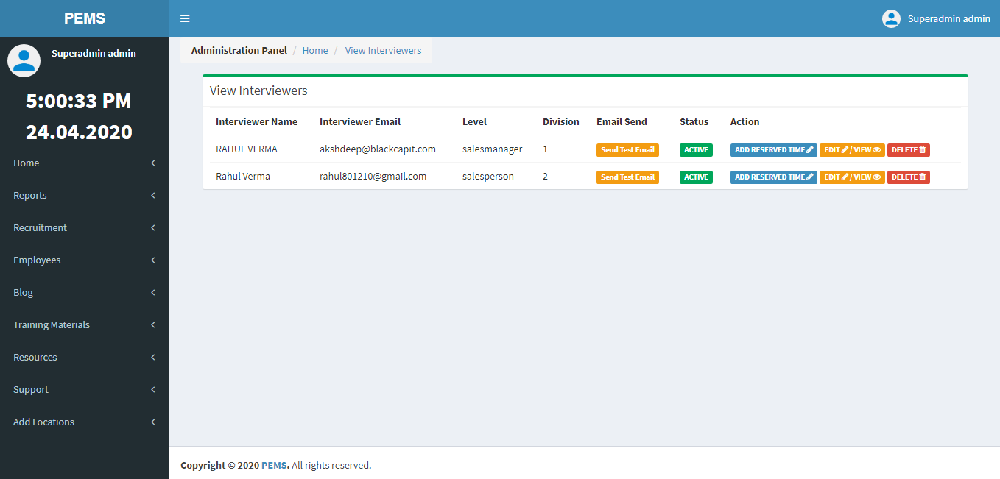 PEMS
Superadmin admin
Superadmin admin
5:00:33 PM
24.04.2020
Home
Reports
Recruitment
Employees
Blog
Training Materials
Resources
Support
Add Locations
Administration Panel / Home / View Interviewers
View Interviewers
Interviewer Name Interviewer Email Level Division Email Send Status Action
RAHUL VERMA akshdeep@blackcapit.com salesmanager 1 Send Test Email ACTIVE ADD RESERVED TIME EDIT / VIEW DELETE
Rahul Verma rahul801210@gmail.com salesperson 2 Send Test Email ACTIVE ADD RESERVED TIME EDIT / VIEW DELETE
Copyright © 2020 PEMS. All rights reserved.